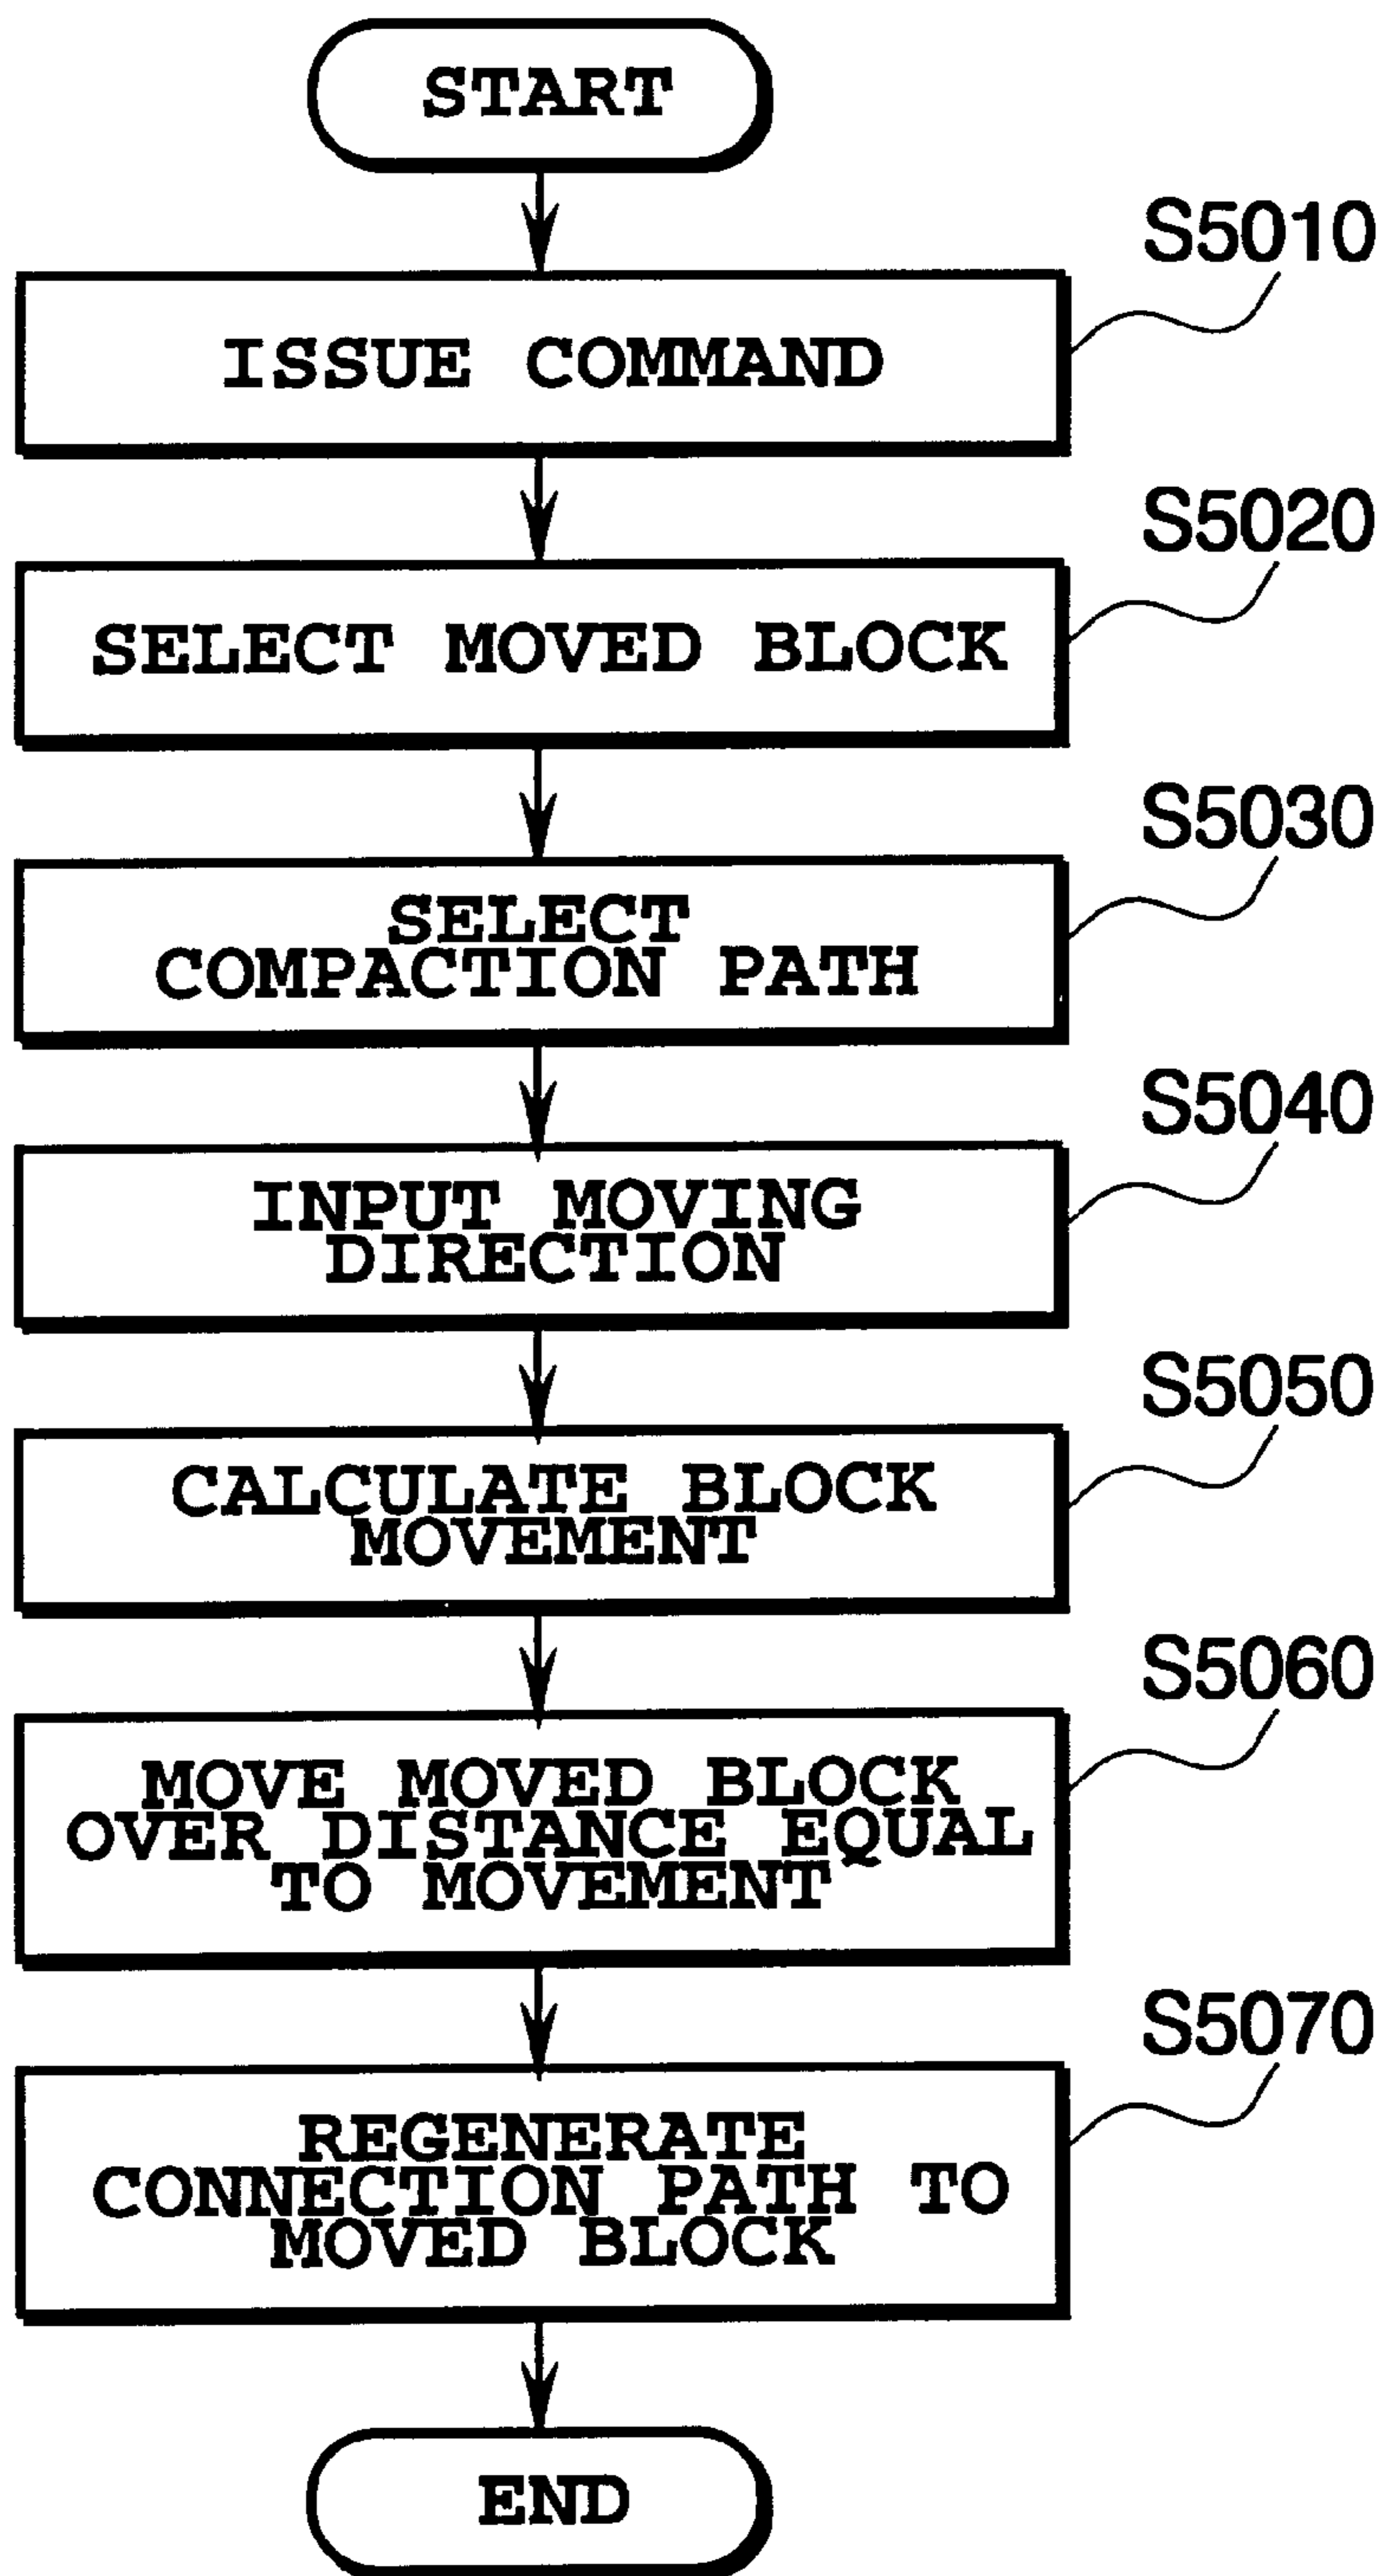 START
S5010
ISSUE COMMAND
S5020
SELECT MOVED BLOCK
S5030
SELECT
COMPACTION PATH
S5040
INPUT MOVING
DIRECTION
S5050
CALCULATE BLOCK
MOVEMENT
S5060
MOVE MOVED BLOCK
OVER DISTANCE EQUAL
TO MOVEMENT
S5070
REGENERATE
CONNECTION PATH TO
MOVED BLOCK
END